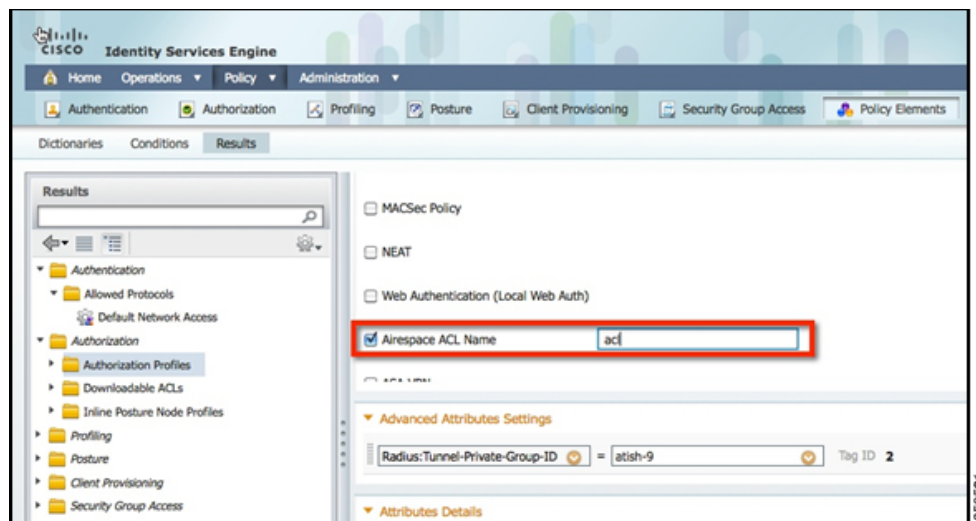 CISCO Identity Services Engine
Home Operations Policy Administration
Authentication Authorization Profiling Posture Client Provisioning Security Group Access Policy Elements
Dictionaries Conditions Results
Results
Authentication
Allowed Protocols
Default Network Access
Authorization
Authorization Profiles
Downloadable ACLs
Inline Posture Node Profiles
Profiling
Posture
Client Provisioning
Security Group Access
MACSec Policy
NEAT
Web Authentication (Local Web Auth)
Airespace ACL Name acl
Advanced Attributes Settings
Radius:Tunnel-Private-Group-ID = atish-9 Tag ID 2
Attributes Details